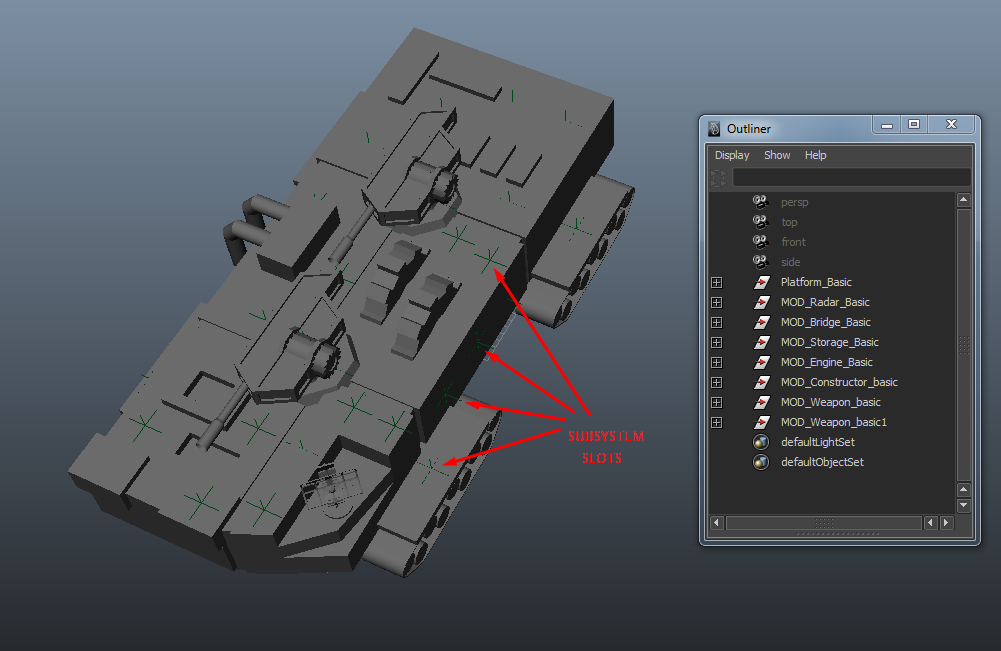 Outliner
Display Show Help
persp
top
front
side
Platform_Basic
MOD_Radar_Basic
MOD_Bridge_Basic
MOD_Storage_Basic
MOD_Engine_Basic
MOD_Constructor_basic
MOD_Weapon_basic
MOD_Weapon_basic1
defaultLightSet
defaultObjectSet
SUBSYSTEM
SLOTS